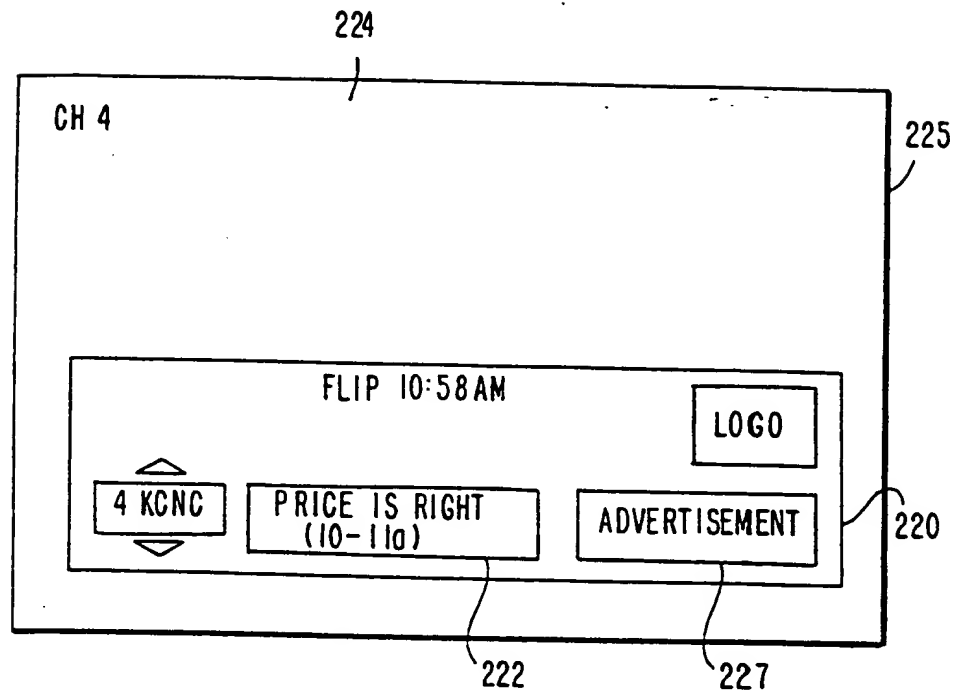 224
CH 4
225
FLIP 10:58AM
LOGO
4 KCNC
PRICE IS RIGHT
(10-11a)
ADVERTISEMENT
220
222
227